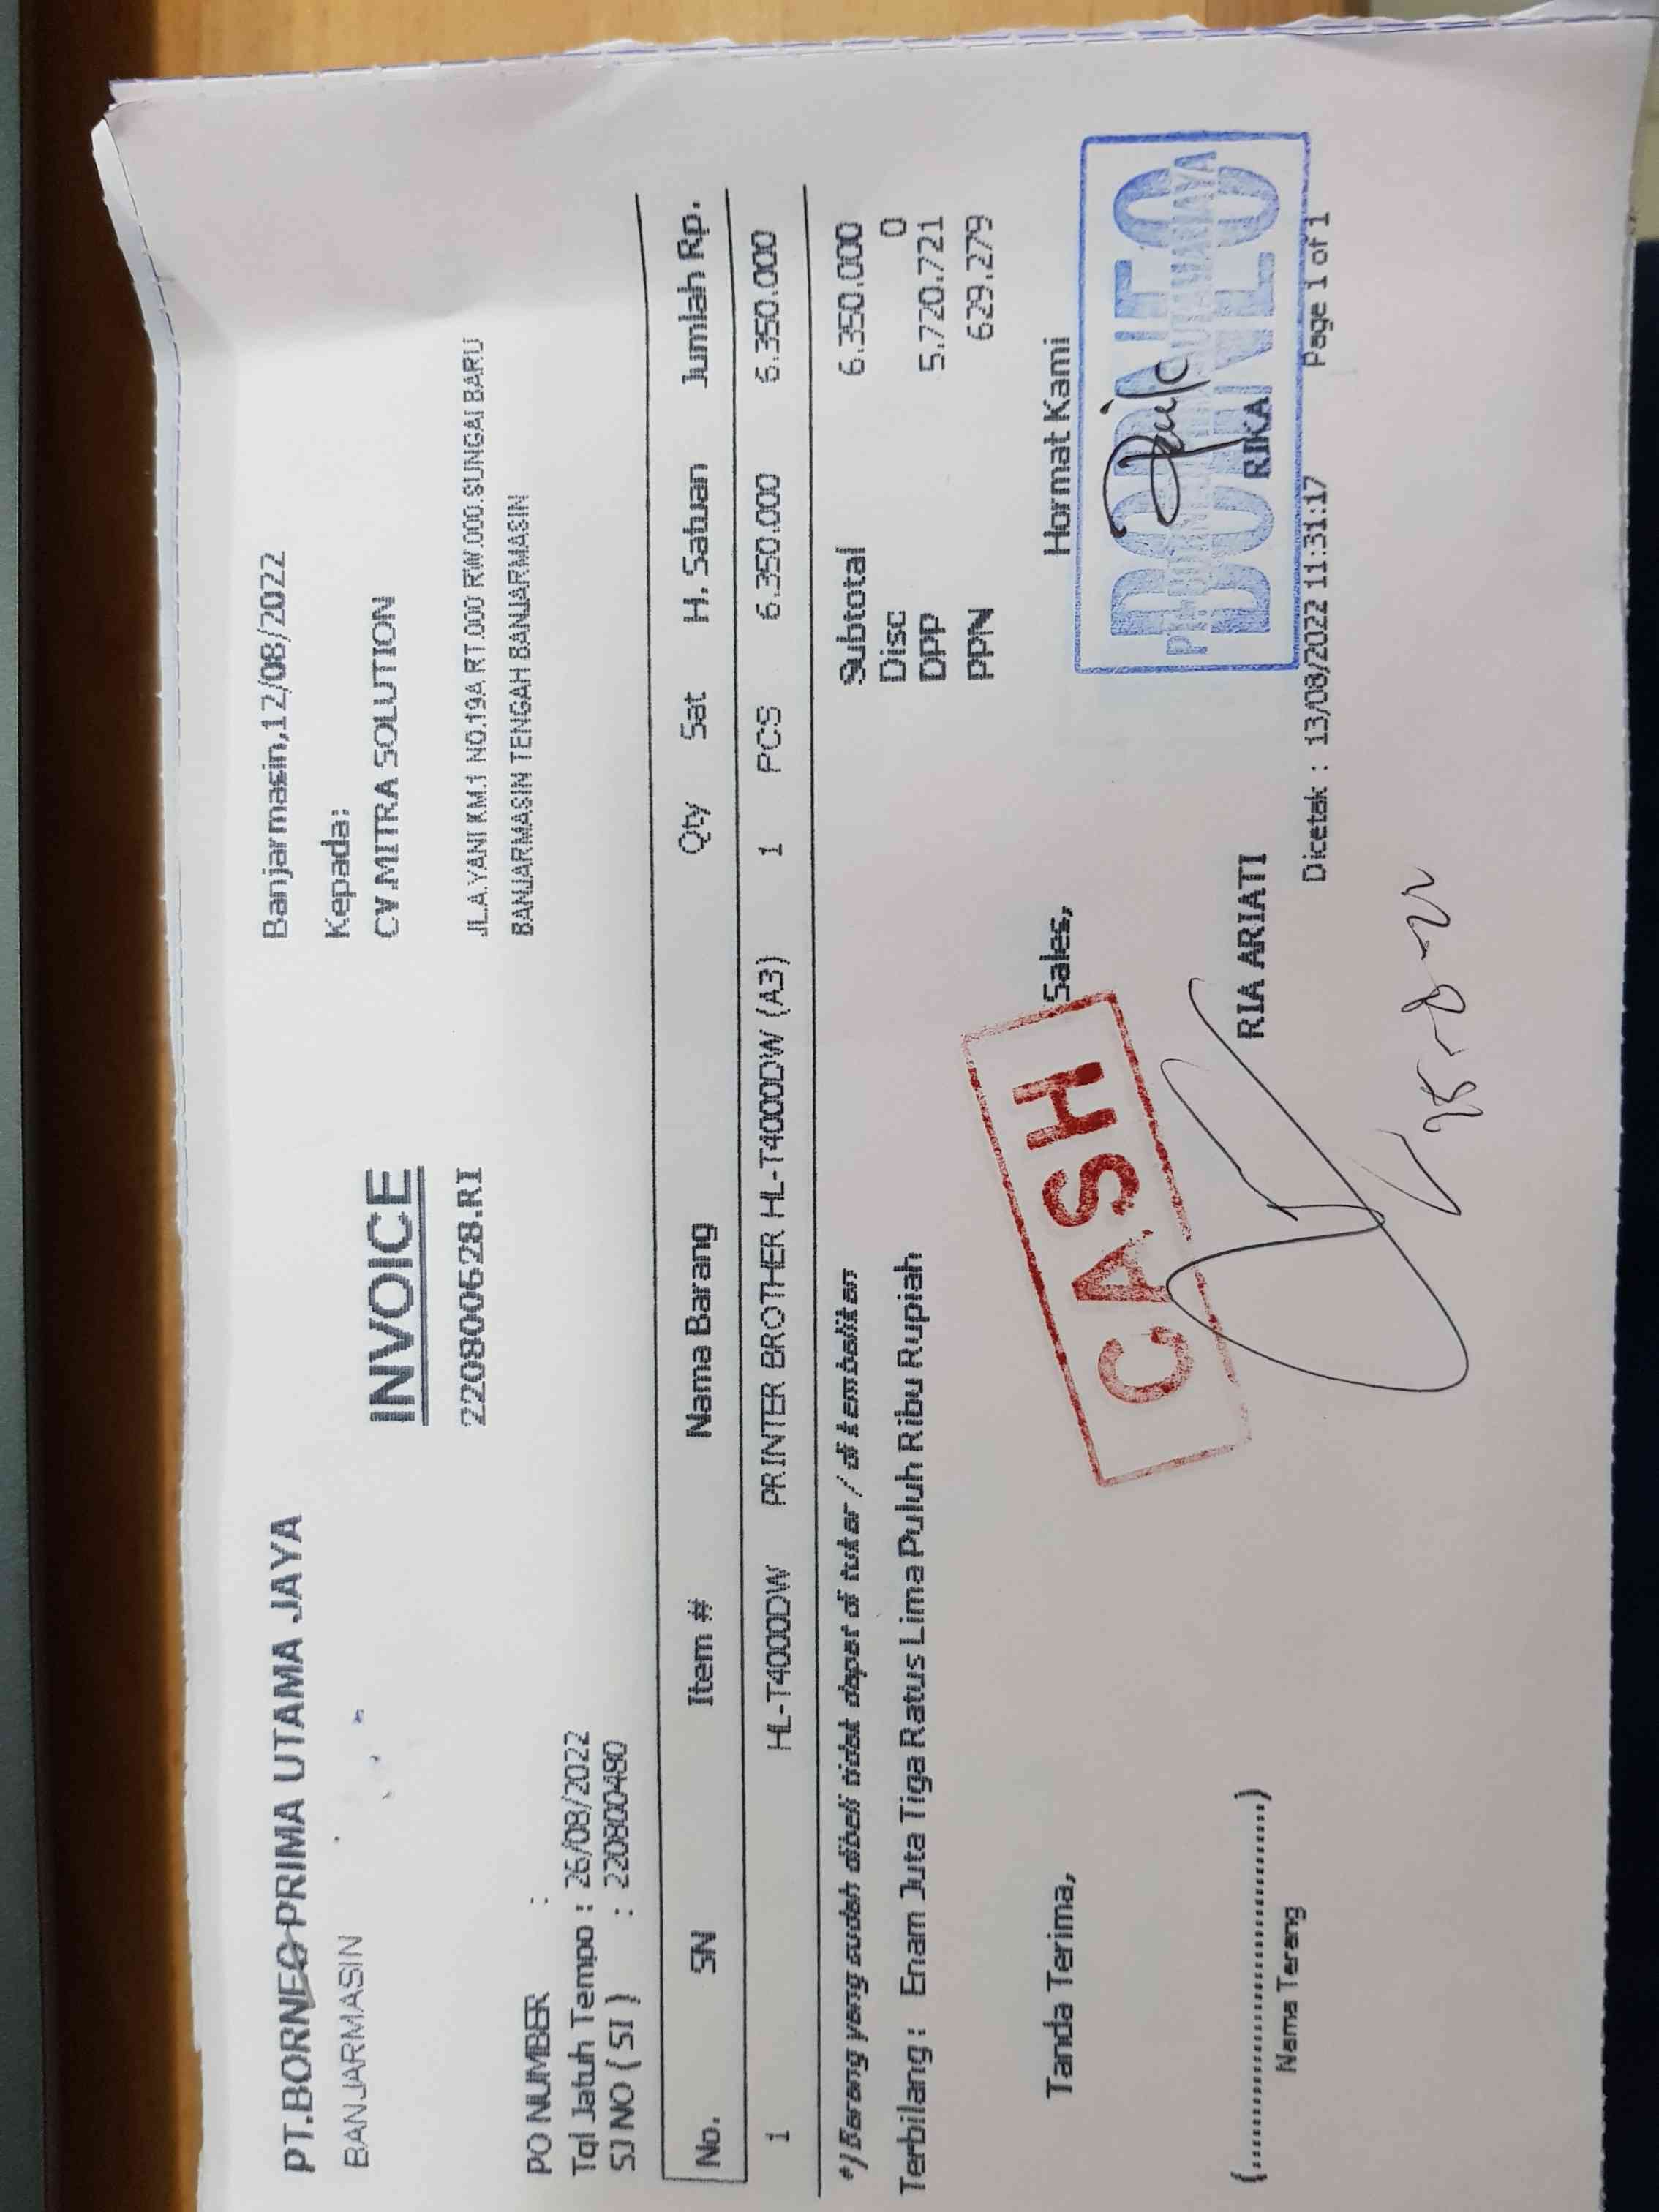 PT.BORNEO PRIMA UTAMA JAYA
BANJARMASIN
Banjarmasin,12/08/2022
Kepada:
CV.MITRA SOLUTION
JL.A.YANI KM.1 NO.19A RT.000 RW.000.SUNGAI BARU
BANJARMASIN TENGAH BANJARMASIN
INVOICE
220800628.RI
PO NUMBER :
Tgl Jatuh Tempo : 26/08/2022
SJ NO ( SI ) : 220800480
No. SN Item # Nama Barang Qty Sat H. Satuan Jumlah Rp.
1 HL-T4000DW PRINTER BROTHER HL-T4000DW (A3) 1 PCS 6.350.000 6.350.000
*) Barang yang sudah dibeli tidak dapat di tukar / di kembalikan
Terbilang : Enam Juta Tiga Ratus Lima Puluh Ribu Rupiah
Subtotal 6.350.000
Disc 0
DPP 5.720.721
PPN 629.279
Tanda Terima, Sales, Hormat Kami
CASH
BORNEO
PRIMA UTAMA JAYA
(..............................)
Nama Terang
RIA ARIATI
RIKA
Dicetak : 13/08/2022 11:31:17 Page 1 of 1